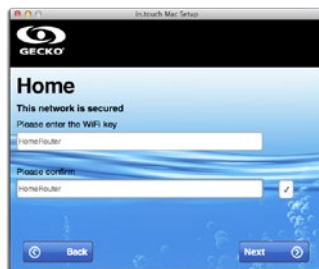 in.touch Mac Setup
GECKO
Home
This network is secured
Please enter the WiFi key
HomeRouter
Please confirm
HomeRouter
Back
Next